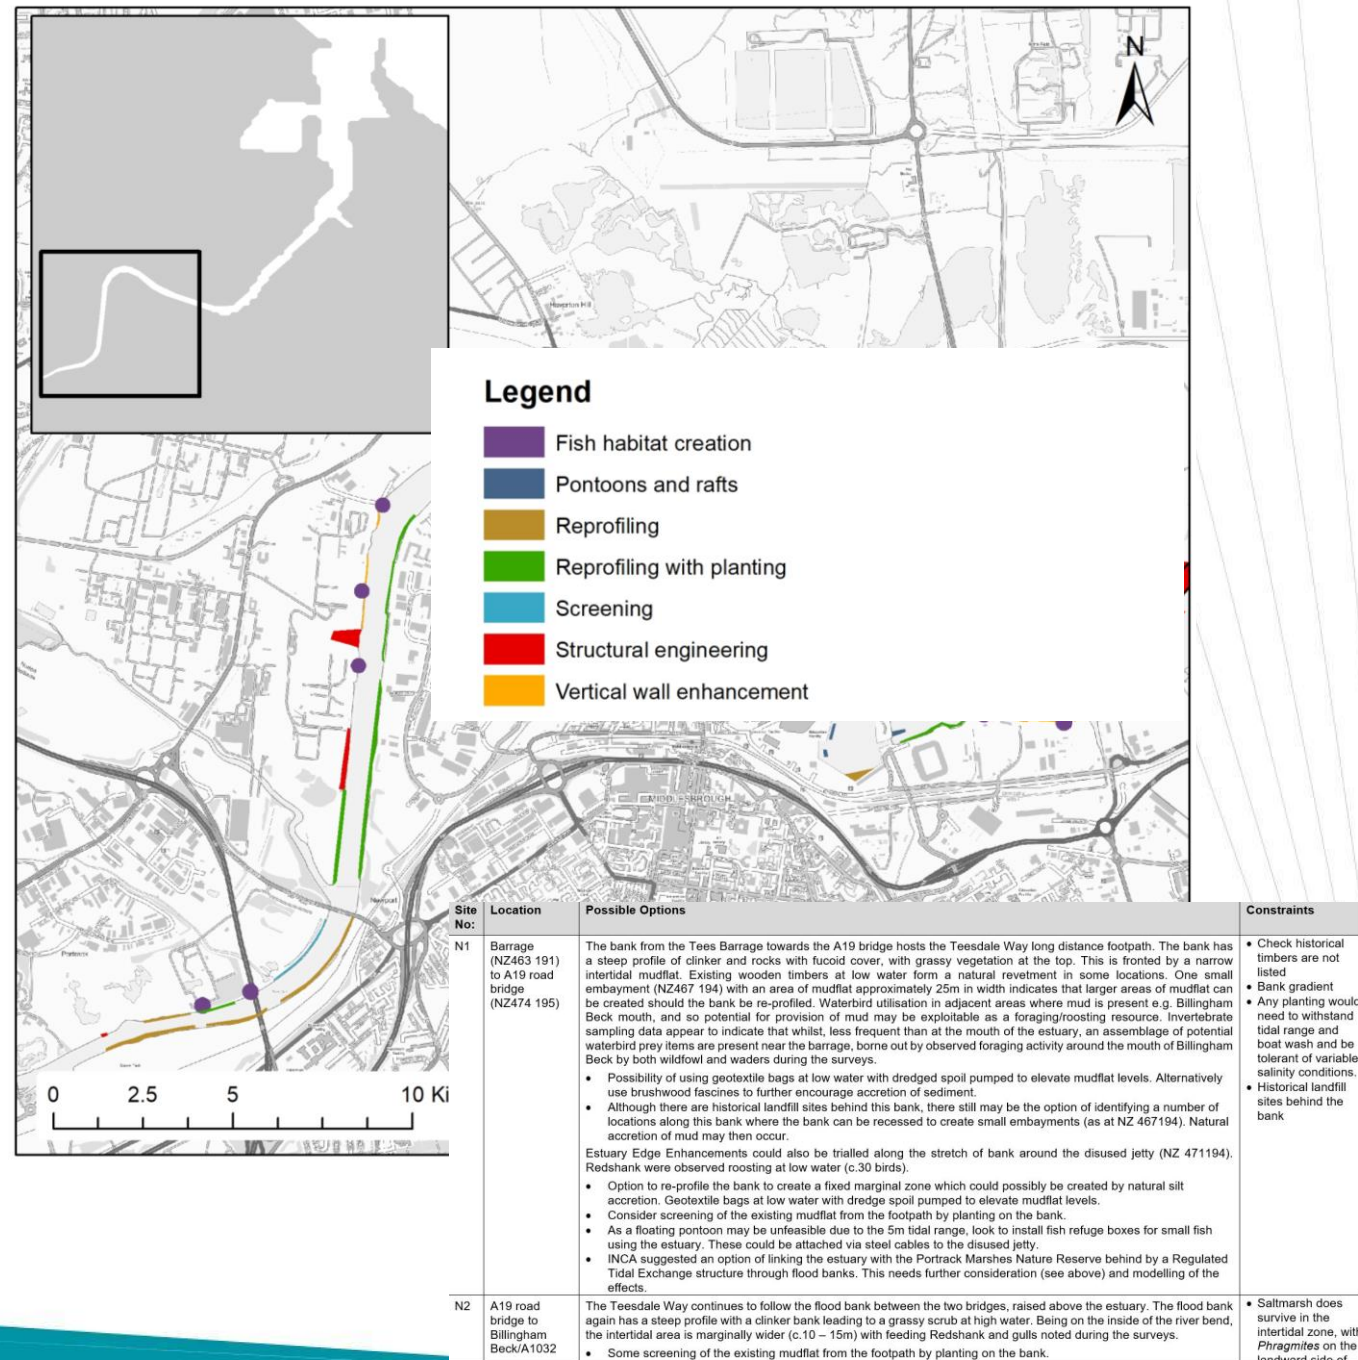 N
Haverton Hill
Legend
Fish habitat creation
Pontoons and rafts
Reprofiling
Reprofiling with planting
Screening
Structural engineering
Vertical wall enhancement
MIDDLESBROUGH
Newport
Portrack
0 2.5 5 10 Ki
Site No: Location Possible Options Constraints
N1 Barrage (NZ463 191) to A19 road bridge (NZ474 195)
The bank from the Tees Barrage towards the A19 bridge hosts the Teesdale Way long distance footpath. The bank has
a steep profile of clinker and rocks with fucoid cover, with grassy vegetation at the top. This is fronted by a narrow
intertidal mudflat. Existing wooden timbers at low water form a natural revetment in some locations. One small
embayment (NZ467 194) with an area of mudflat approximately 25m in width indicates that larger areas of mudflat can
be created should the bank be re-profiled. Waterbird utilisation in adjacent areas where mud is present e.g. Billingham
Beck mouth, and so potential for provision of mud may be exploitable as a foraging/roosting resource. Invertebrate
sampling data appear to indicate that whilst, less frequent than at the mouth of the estuary, an assemblage of potential
waterbird prey items are present near the barrage, borne out by observed foraging activity around the mouth of Billingham
Beck by both wildfowl and waders during the surveys.
• Possibility of using geotextile bags at low water with dredged spoil pumped to elevate mudflat levels. Alternatively
use brushwood fascines to further encourage accretion of sediment.
• Although there are historical landfill sites behind this bank, there still may be the option of identifying a number of
locations along this bank where the bank can be recessed to create small embayments (as at NZ 467194). Natural
accretion of mud may then occur.
Estuary Edge Enhancements could also be trialled along the stretch of bank around the disused jetty (NZ 471194).
Redshank were observed roosting at low water (c.30 birds).
• Option to re-profile the bank to create a fixed marginal zone which could possibly be created by natural silt
accretion. Geotextile bags at low water with dredge spoil pumped to elevate mudflat levels.
• Consider screening of the existing mudflat from the footpath by planting on the bank.
• As a floating pontoon may be unfeasible due to the 5m tidal range, look to install fish refuge boxes for small fish
using the estuary. These could be attached via steel cables to the disused jetty.
• INCA suggested an option of linking the estuary with the Portrack Marshes Nature Reserve behind by a Regulated
Tidal Exchange structure through flood banks. This needs further consideration (see above) and modelling of the
effects.
• Check historical
timbers are not
listed
• Bank gradient
• Any planting would
need to withstand
tidal range and
boat wash and be
tolerant of variable
salinity conditions.
• Historical landfill
sites behind the
bank
N2 A19 road bridge to Billingham Beck/A1032
The Teesdale Way continues to follow the flood bank between the two bridges, raised above the estuary. The flood bank
again has a steep profile with a clinker bank leading to a grassy scrub at high water. Being on the inside of the river bend,
the intertidal area is marginally wider (c.10 – 15m) with feeding Redshank and gulls noted during the surveys.
• Some screening of the existing mudflat from the footpath by planting on the bank.
• Saltmarsh does
survive in the
intertidal zone, with
Phragmites on the
landward side of